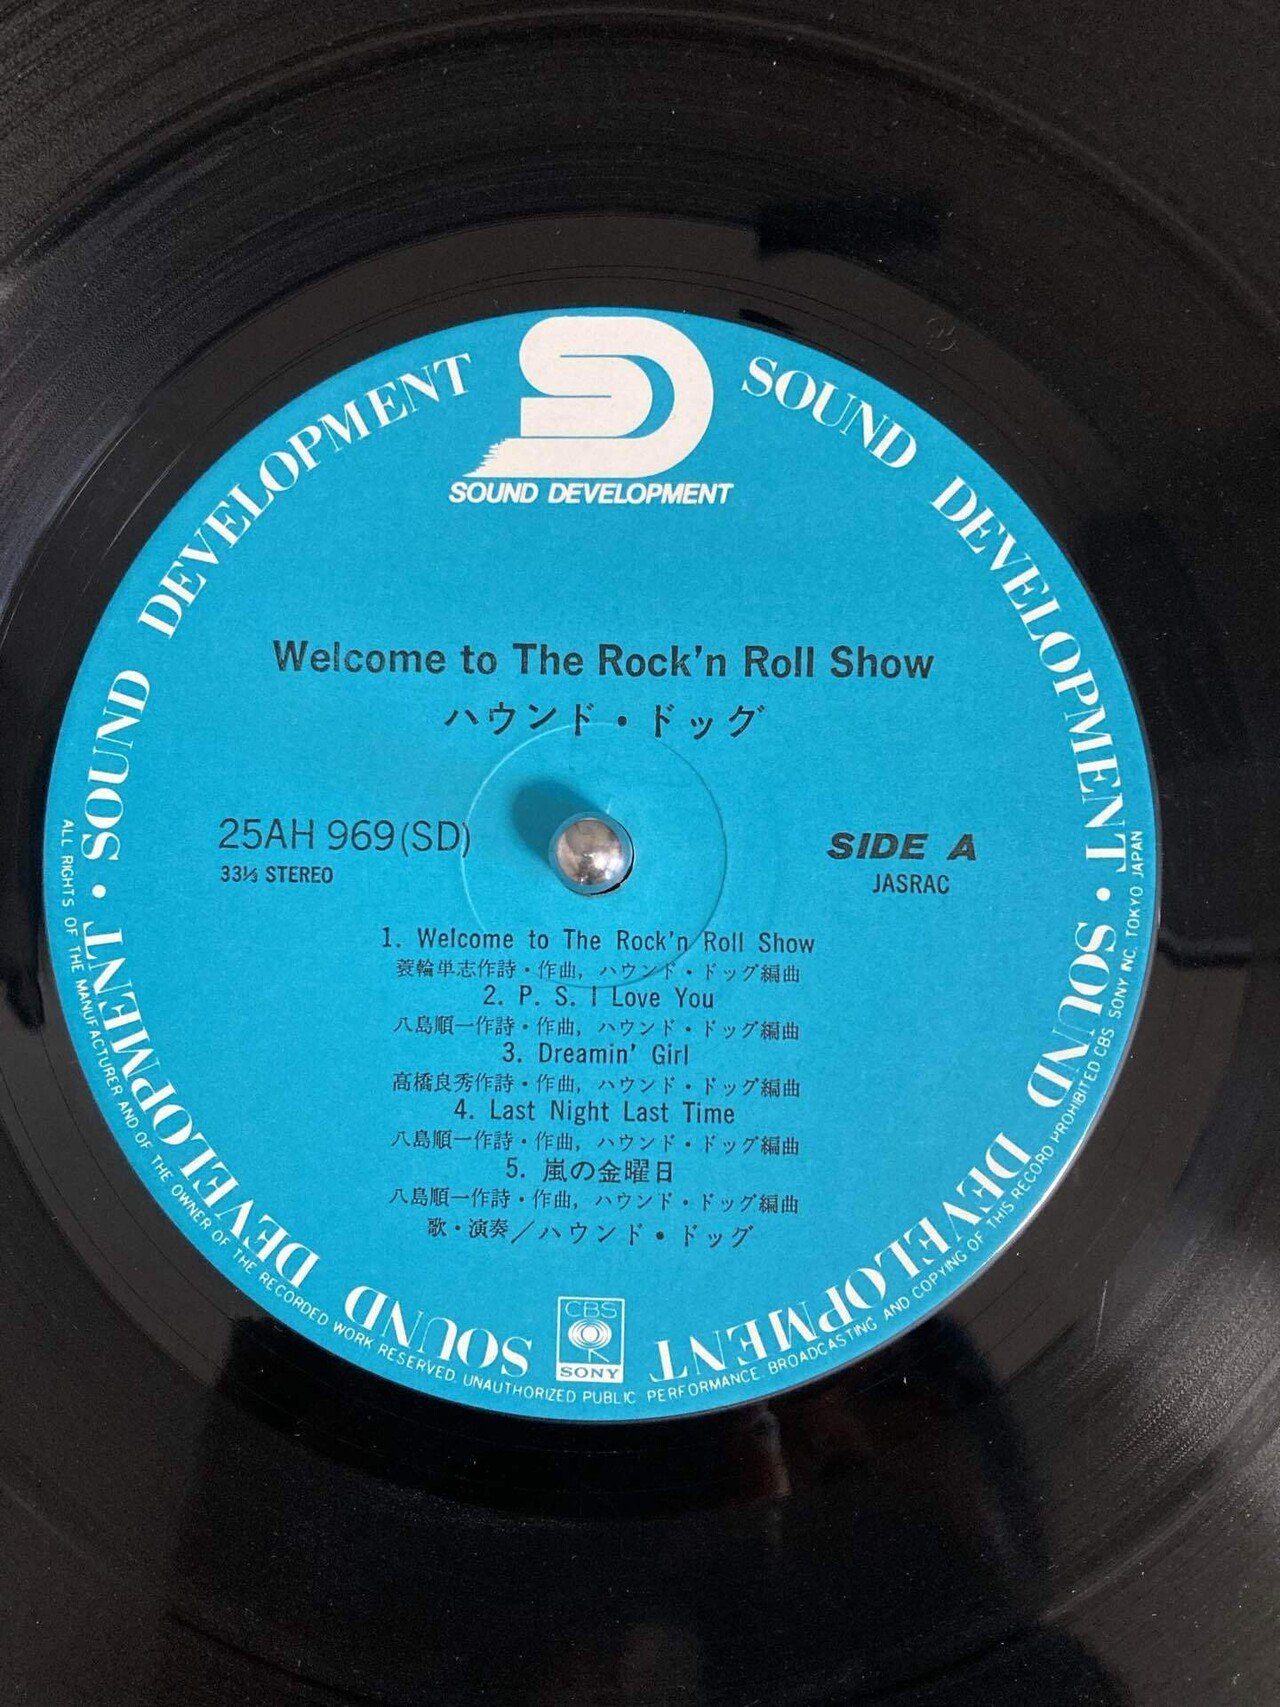 SOUND DEVELOPMENT
SOUND DEVELOPMENT • SOUND DEVELOPMENT • SOUND DEVELOPMENT SOUND DEVELOPMENT
Welcome to The Rock'n Roll Show
ハウンド・ドッグ
25AH 969(SD)
33⅓ STEREO
SIDE A
JASRAC
1. Welcome to The Rock'n Roll Show
蓑輪単志作詩・作曲, ハウンド・ドッグ編曲
2. P. S. I Love You
八島順一作詩・作曲, ハウンド・ドッグ編曲
3. Dreamin' Girl
高橋良秀作詩・作曲, ハウンド・ドッグ編曲
4. Last Night Last Time
八島順一作詩・作曲, ハウンド・ドッグ編曲
5. 嵐の金曜日
八島順一作詩・作曲, ハウンド・ドッグ編曲
歌・演奏/ハウンド・ドッグ
CBS
SONY
ALL RIGHTS OF THE MANUFACTURER AND OF THE OWNER OF THE RECORDED WORK RESERVED. UNAUTHORIZED PUBLIC PERFORMANCE. BROADCASTING AND COPYING OF THIS RECORD PROHIBITED CBS SONY INC. TOKYO JAPAN